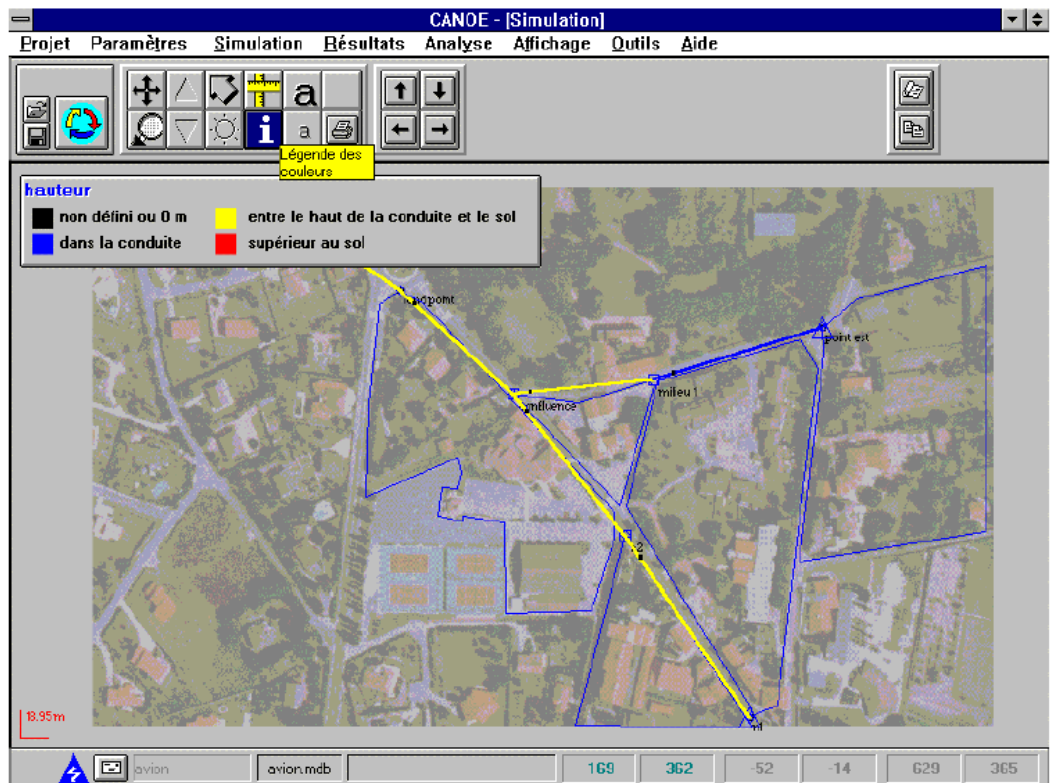 CANOE - [Simulation]
Projet Paramètres Simulation Résultats Analyse Affichage Outils Aide
a
i a
Légende des
couleurs
hauteur
non défini ou 0 m entre le haut de la conduite et le sol
dans la conduite supérieur au sol
point est
milieu 1
2
13.95m
avion avion.mdb 169 362 -52 -14 629 365